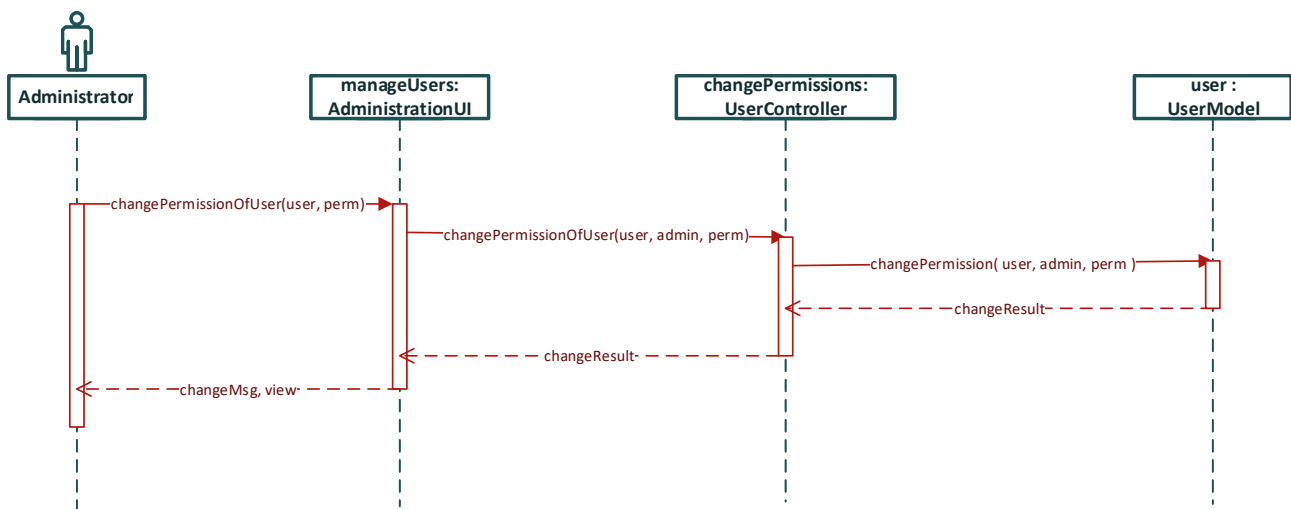 Administrator
manageUsers:
AdministrationUI
changePermissions:
UserController
user :
UserModel
changePermissionOfUser(user, perm)
changePermissionOfUser(user, admin, perm)
changePermission( user, admin, perm )
changeResult
changeResult
changeMsg, view